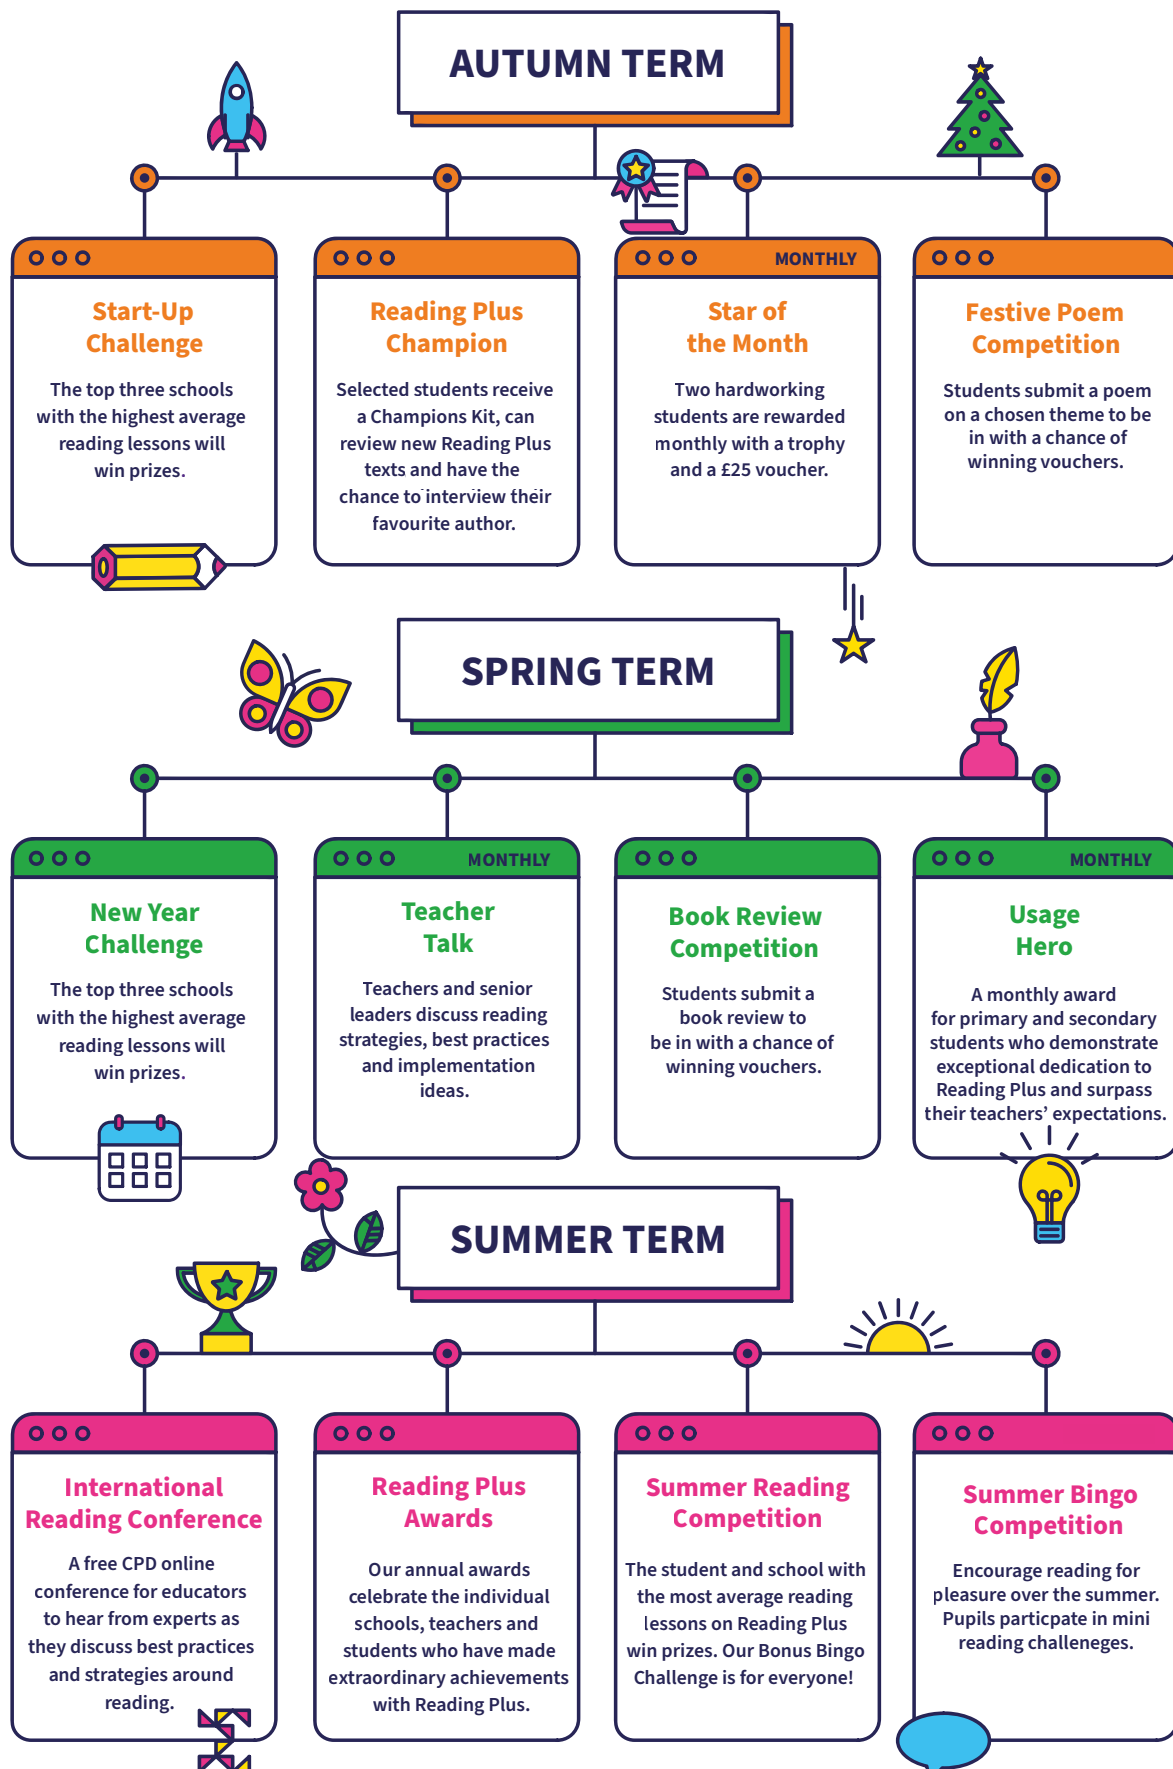 AUTUMN TERM
MONTHLY
Start-Up
Challenge
The top three schools
with the highest average
reading lessons will
win prizes.
Reading Plus
Champion
Selected students receive
a Champions Kit, can
review new Reading Plus
texts and have the
chance to interview their
favourite author.
Star of
the Month
Two hardworking
students are rewarded
monthly with a trophy
and a £25 voucher.
Festive Poem
Competition
Students submit a poem
on a chosen theme to be
in with a chance of
winning vouchers.
SPRING TERM
New Year
Challenge
The top three schools
with the highest average
reading lessons will
win prizes.
MONTHLY
Teacher
Talk
Teachers and senior
leaders discuss reading
strategies, best practices
and implementation
ideas.
Book Review
Competition
Students submit a
book review to
be in with a chance of
winning vouchers.
MONTHLY
Usage
Hero
A monthly award
for primary and secondary
students who demonstrate
exceptional dedication to
Reading Plus and surpass
their teachers’ expectations.
SUMMER TERM
International
Reading Conference
A free CPD online
conference for educators
to hear from experts as
they discuss best practices
and strategies around
reading.
Reading Plus
Awards
Our annual awards
celebrate the individual
schools, teachers and
students who have made
extraordinary achievements
with Reading Plus.
Summer Reading
Competition
The student and school with
the most average reading
lessons on Reading Plus
win prizes. Our Bonus Bingo
Challenge is for everyone!
Summer Bingo
Competition
Encourage reading for
pleasure over the summer.
Pupils particpate in mini
reading challeneges.